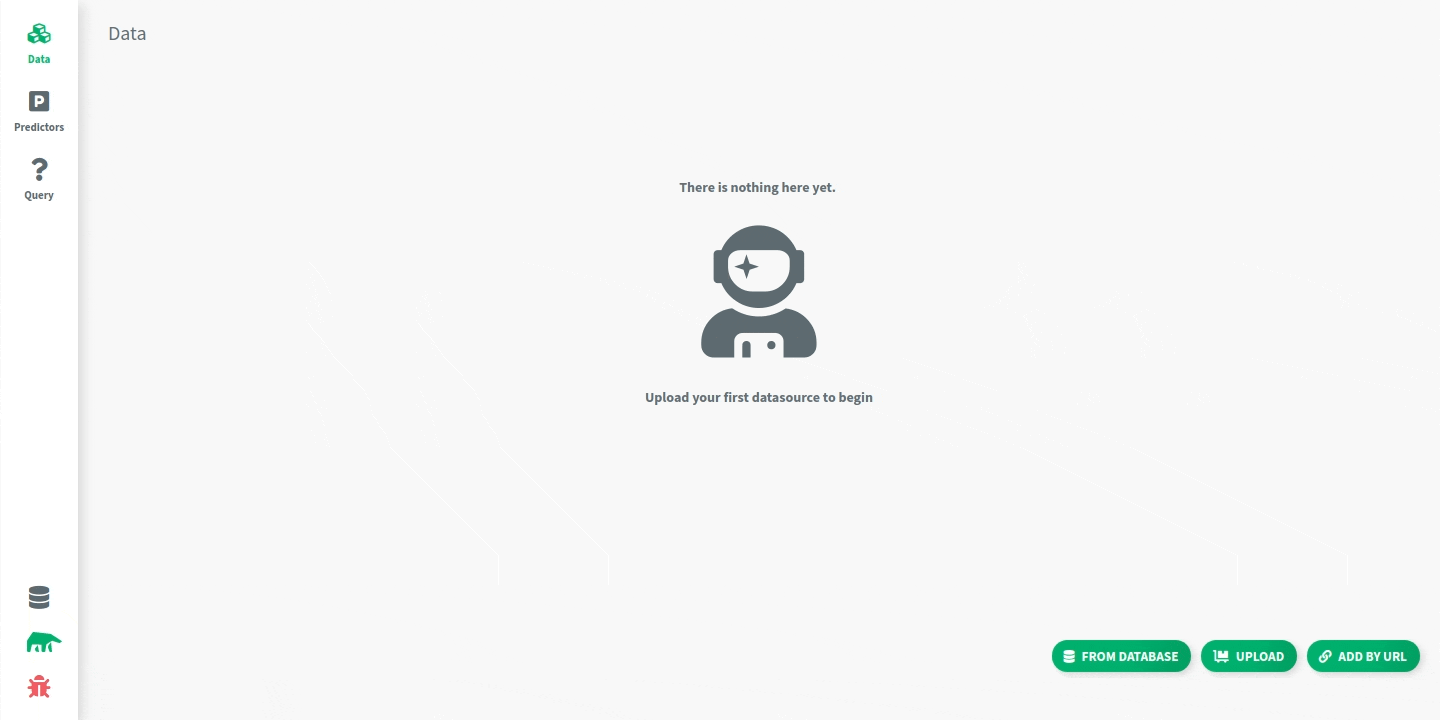 Data
Data
Predictors
Query
There is nothing here yet.
Upload your first datasource to begin
FROM DATABASE
UPLOAD
ADD BY URL